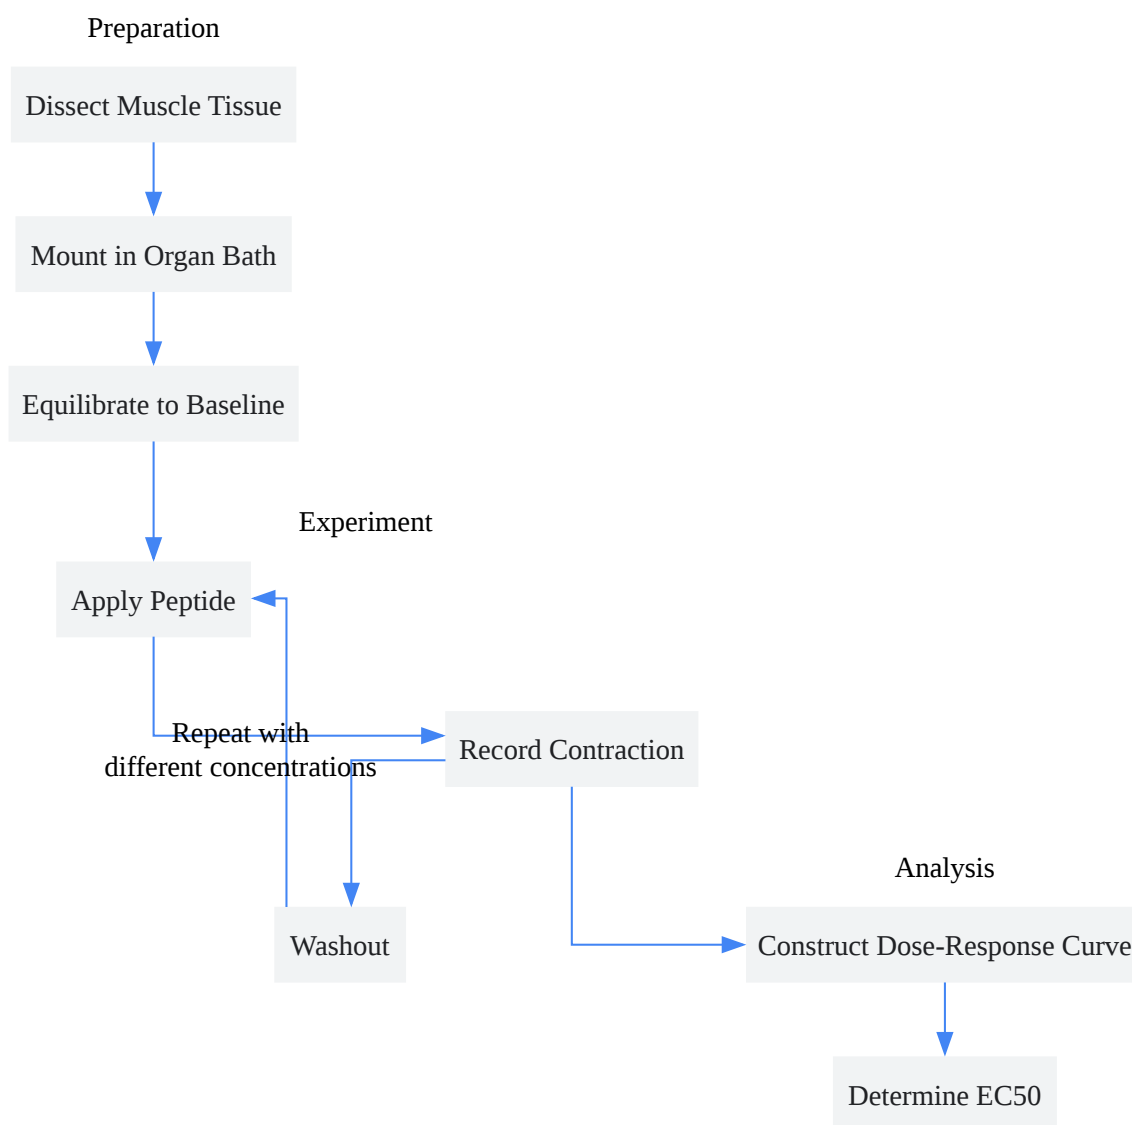 Preparation
Dissect Muscle Tissue
Mount in Organ Bath
Equilibrate to Baseline
Experiment
Apply Peptide
Repeat with
different concentrations
Record Contraction
Washout
Analysis
Construct Dose-Response Curve
Determine EC50